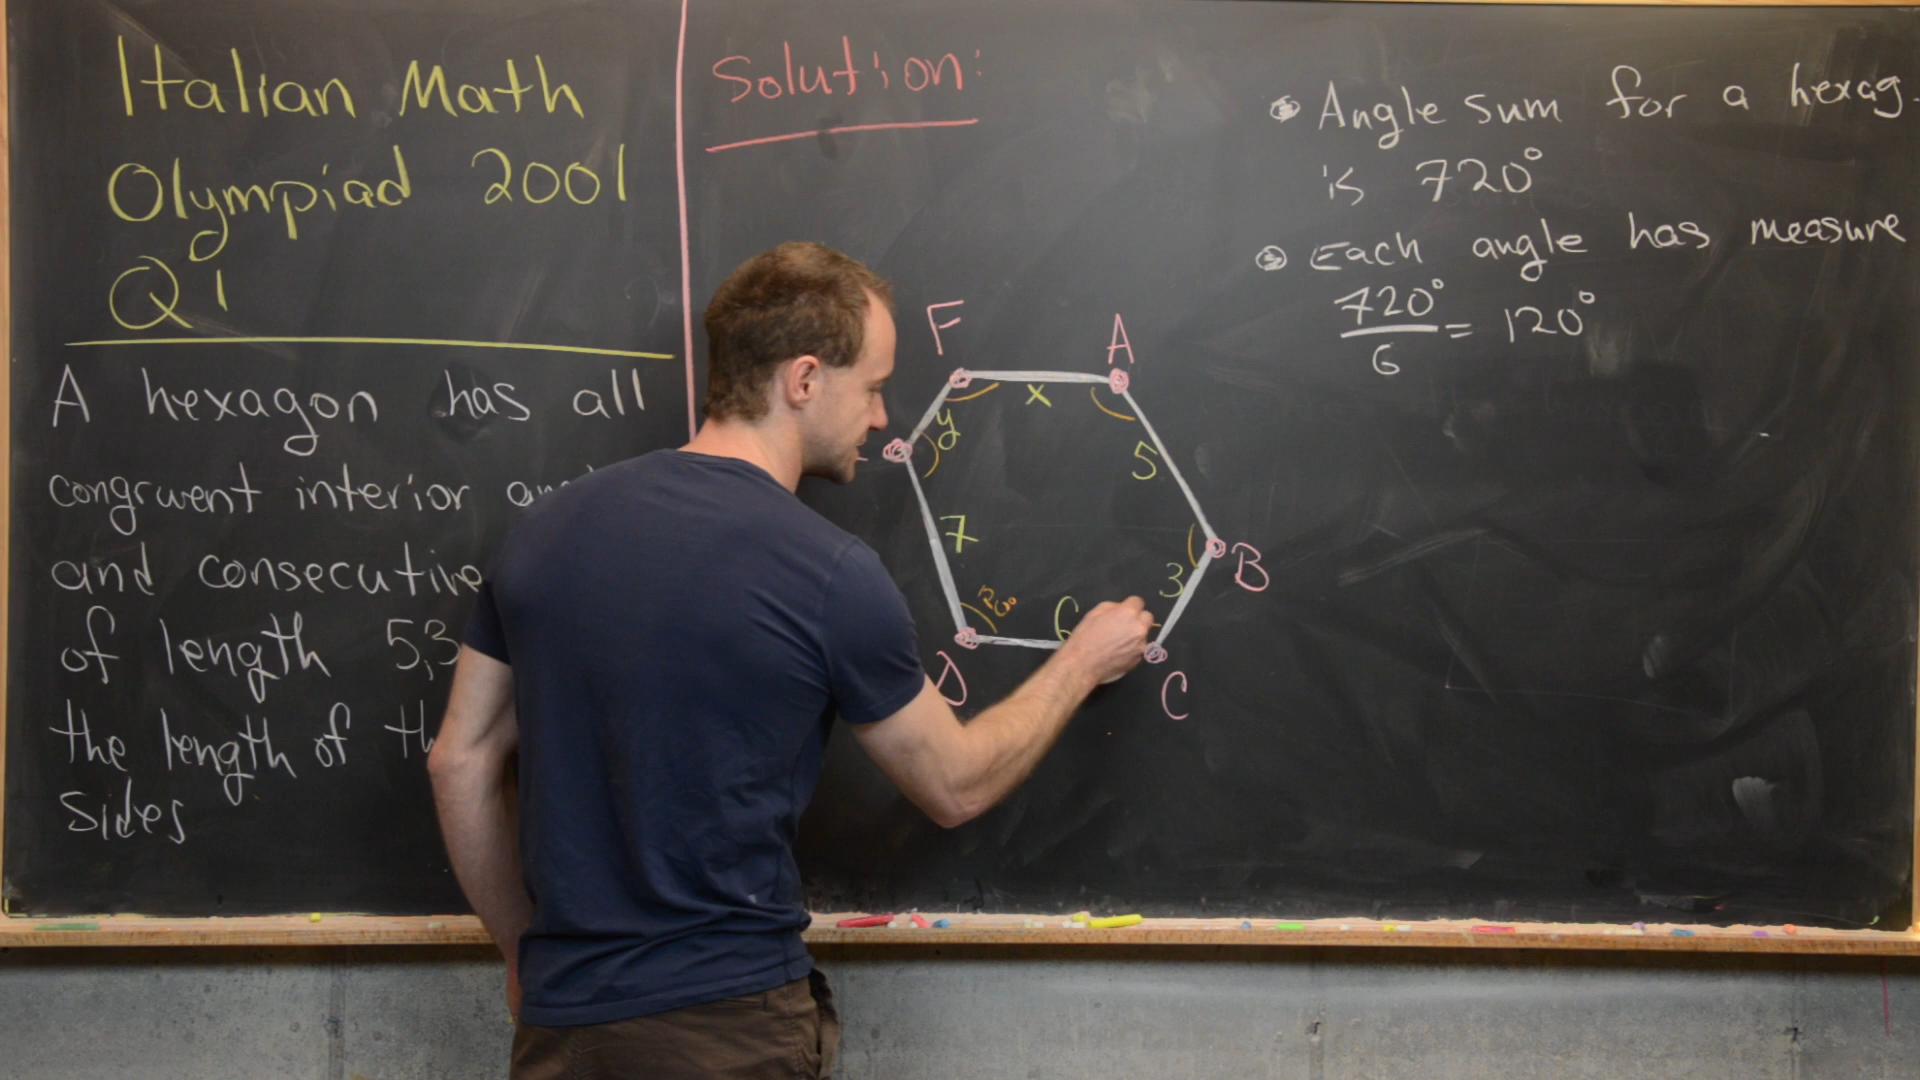 Italian Math
Olympiad 2001
Q1
A hexagon has all
congruent interior
and consecutive
of length 5,3
the length of
sides
Solution:
F
A
x
y
5
7
3
B
120°
6
D
C
• Angle sum for a hexag.
is 720°
• Each angle has measure
720°
6
= 120°